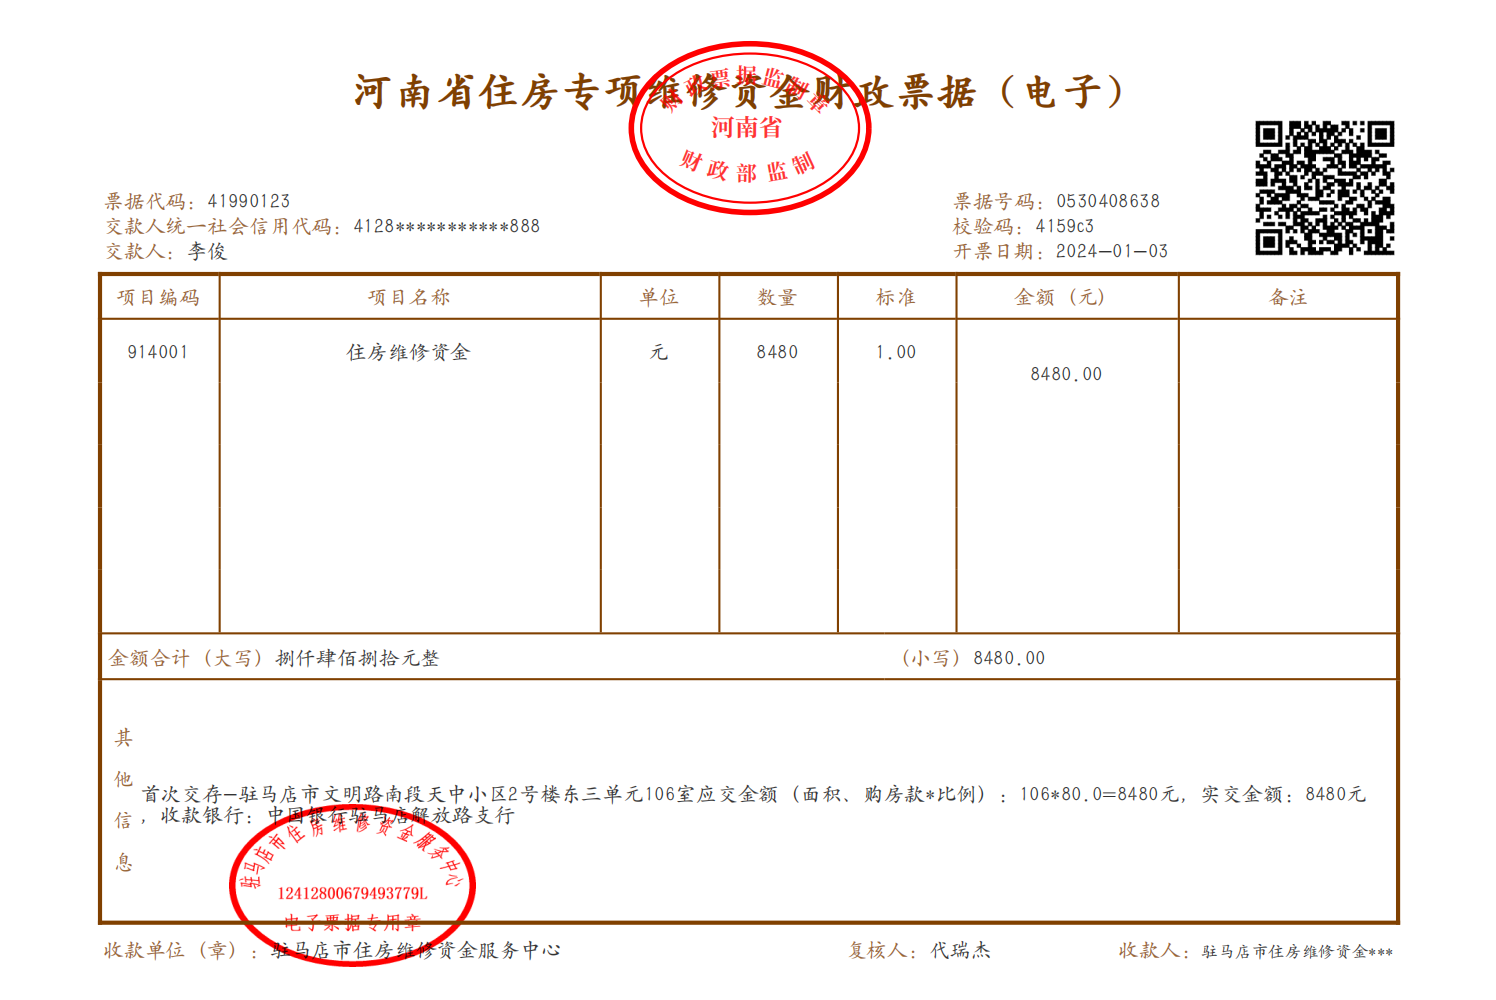 河南省住房专项维修资金财政票据（电子）
财政票据监制章
河南省
财政部监制
票据代码：41990123
票据号码：0530408638
交款人统一社会信用代码：4128***********888
校验码：4159c3
交款人：李俊
开票日期：2024-01-03
项目编码 项目名称 单位 数量 标准 金额（元） 备注
914001 住房维修资金 元 8480 1.00 8480.00
金额合计（大写）捌仟肆佰捌拾元整 （小写）8480.00
其他信息
首次交存-驻马店市文明路南段天中小区2号楼东三单元106室应交金额（面积、购房款*比例）：106*80.0=8480元，实交金额：8480元
，收款银行：中国银行驻马店解放路支行
驻马店市住房维修资金服务中心
12412800679493779L
电子票据专用章
收款单位（章）：驻马店市住房维修资金服务中心 复核人：代瑞杰 收款人：驻马店市住房维修资金***